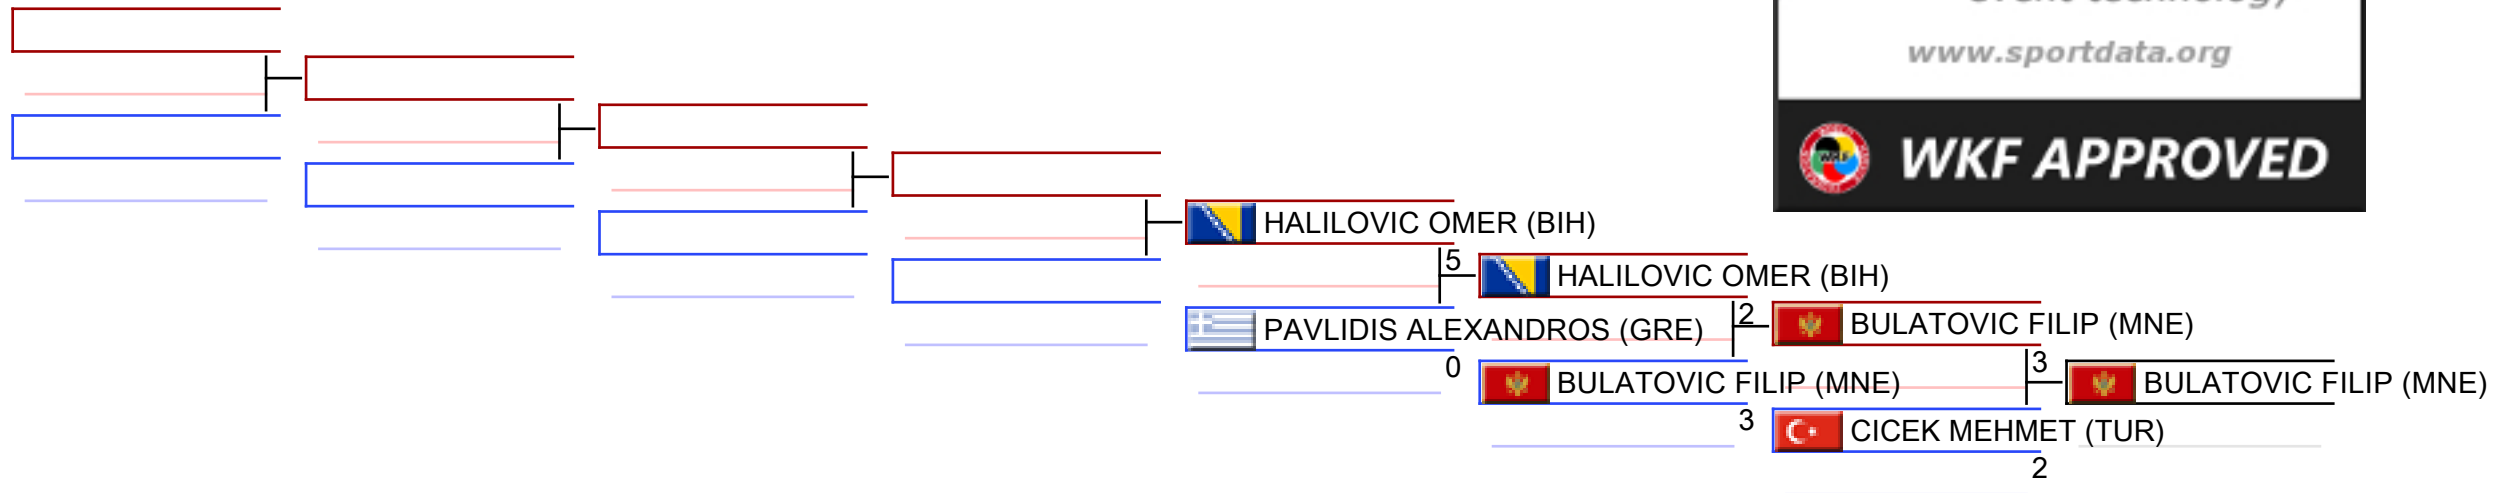 technology
www.sportdata.org
WKF APPROVED
HALILOVIC OMER (BIH)
5
HALILOVIC OMER (BIH)
PAVLIDIS ALEXANDROS (GRE)
0
2
BULATOVIC FILIP (MNE)
BULATOVIC FILIP (MNE)
3
3
BULATOVIC FILIP (MNE)
CICEK MEHMET (TUR)
2